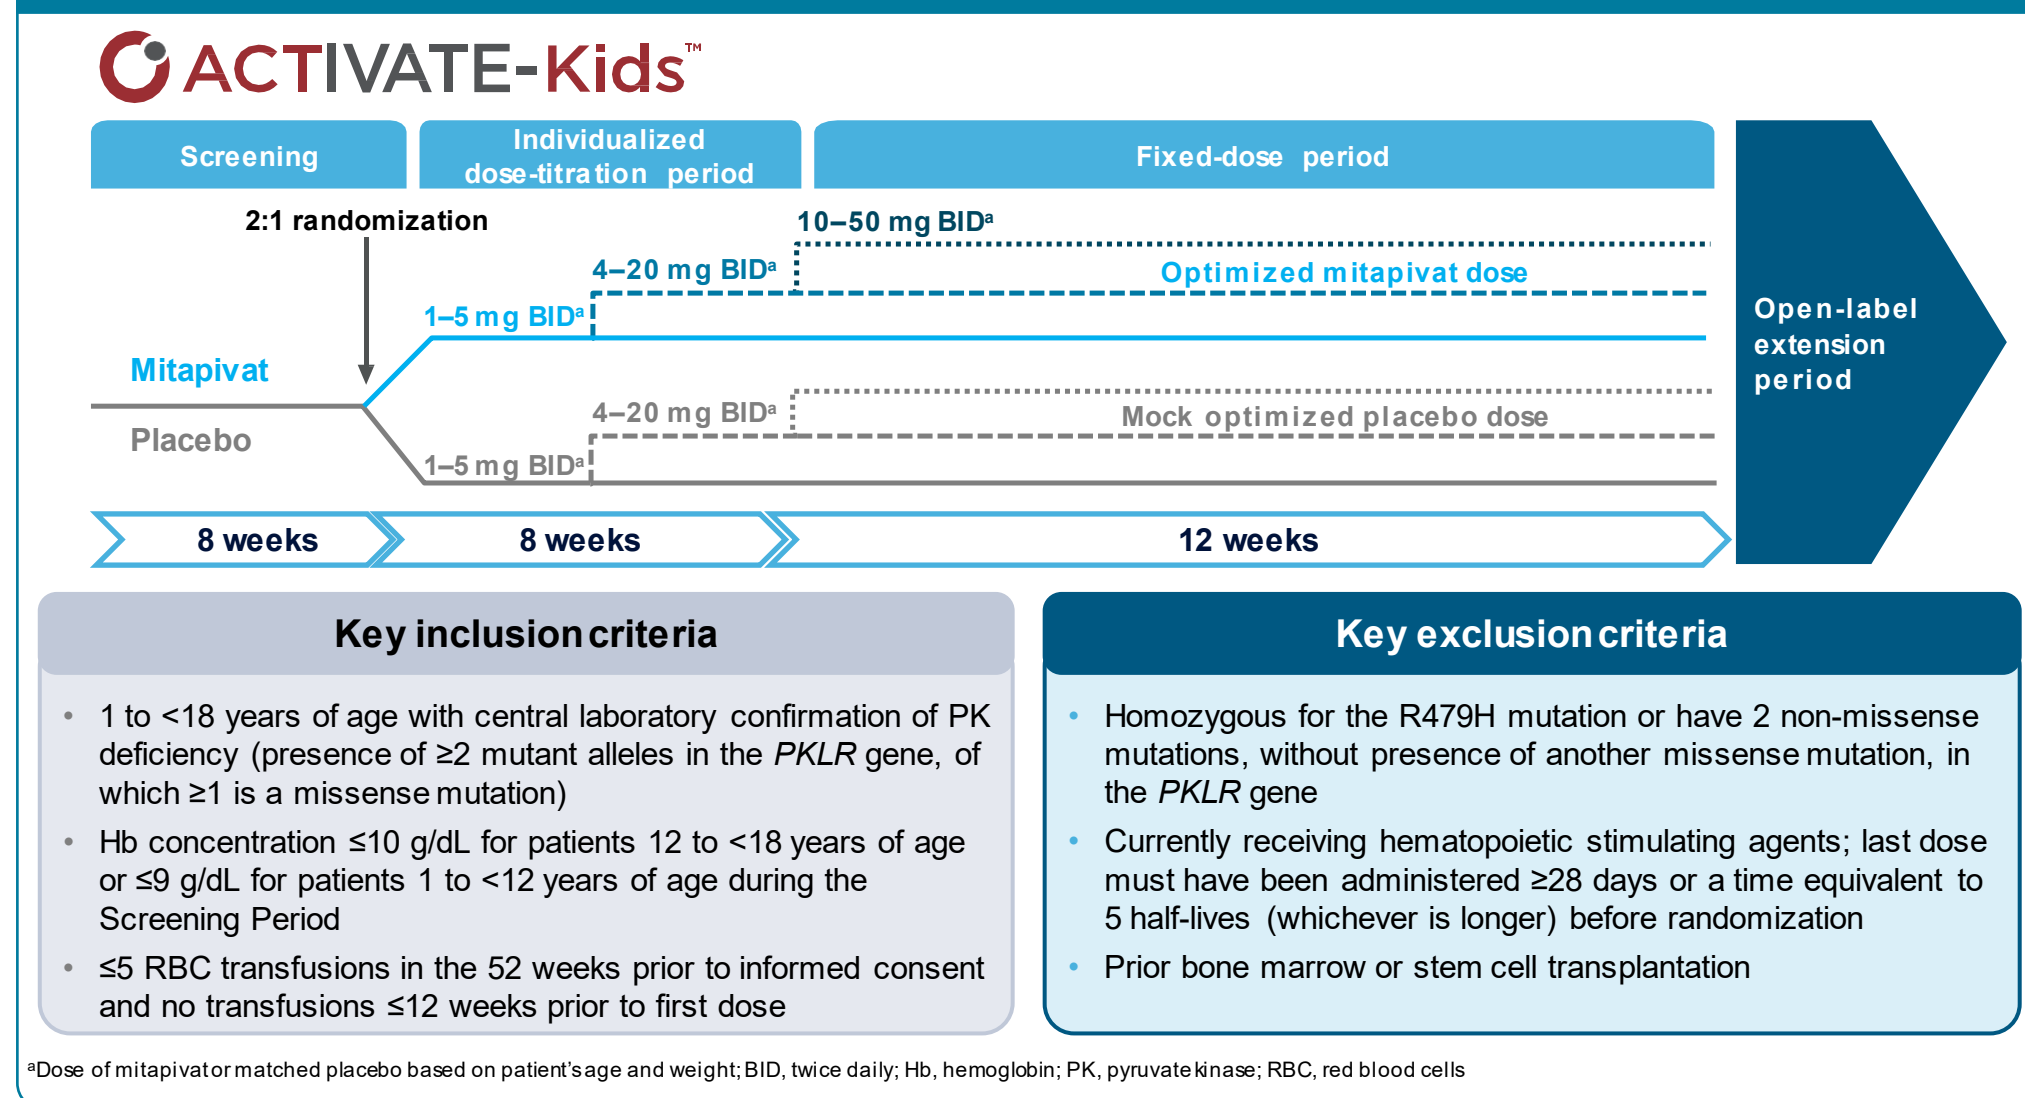 ACTIVATE-Kids™
Screening
Individualized
dose-titration period
Fixed-dose period
2:1 randomization
10–50 mg BIDᵃ
4–20 mg BIDᵃ
Optimized mitapivat dose
1–5 mg BIDᵃ
Mitapivat
Placebo
4–20 mg BIDᵃ
Mock optimized placebo dose
1–5 mg BIDᵃ
Open-label
extension
period
8 weeks
8 weeks
12 weeks
Key inclusion criteria
• 1 to <18 years of age with central laboratory confirmation of PK
deficiency (presence of ≥2 mutant alleles in the PKLR gene, of
which ≥1 is a missense mutation)
• Hb concentration ≤10 g/dL for patients 12 to <18 years of age
or ≤9 g/dL for patients 1 to <12 years of age during the
Screening Period
• ≤5 RBC transfusions in the 52 weeks prior to informed consent
and no transfusions ≤12 weeks prior to first dose
Key exclusion criteria
• Homozygous for the R479H mutation or have 2 non-missense
mutations, without presence of another missense mutation, in
the PKLR gene
• Currently receiving hematopoietic stimulating agents; last dose
must have been administered ≥28 days or a time equivalent to
5 half-lives (whichever is longer) before randomization
• Prior bone marrow or stem cell transplantation
ᵃDose of mitapivat or matched placebo based on patient's age and weight; BID, twice daily; Hb, hemoglobin; PK, pyruvate kinase; RBC, red blood cells